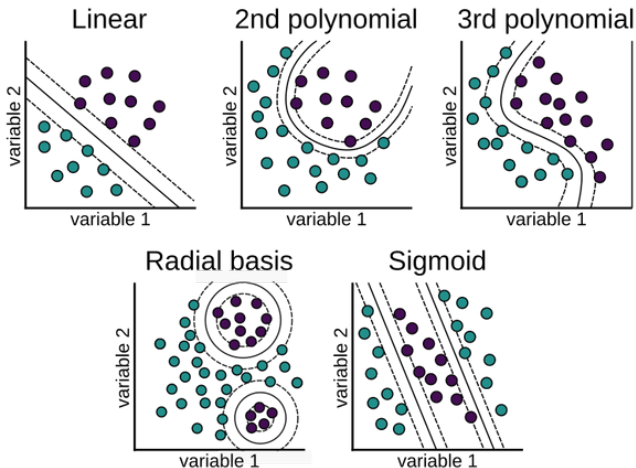 Linear
variable 2
variable 1
2nd polynomial
variable 2
variable 1
3rd polynomial
variable 2
variable 1
Radial basis
variable 2
variable 1
Sigmoid
variable 2
variable 1